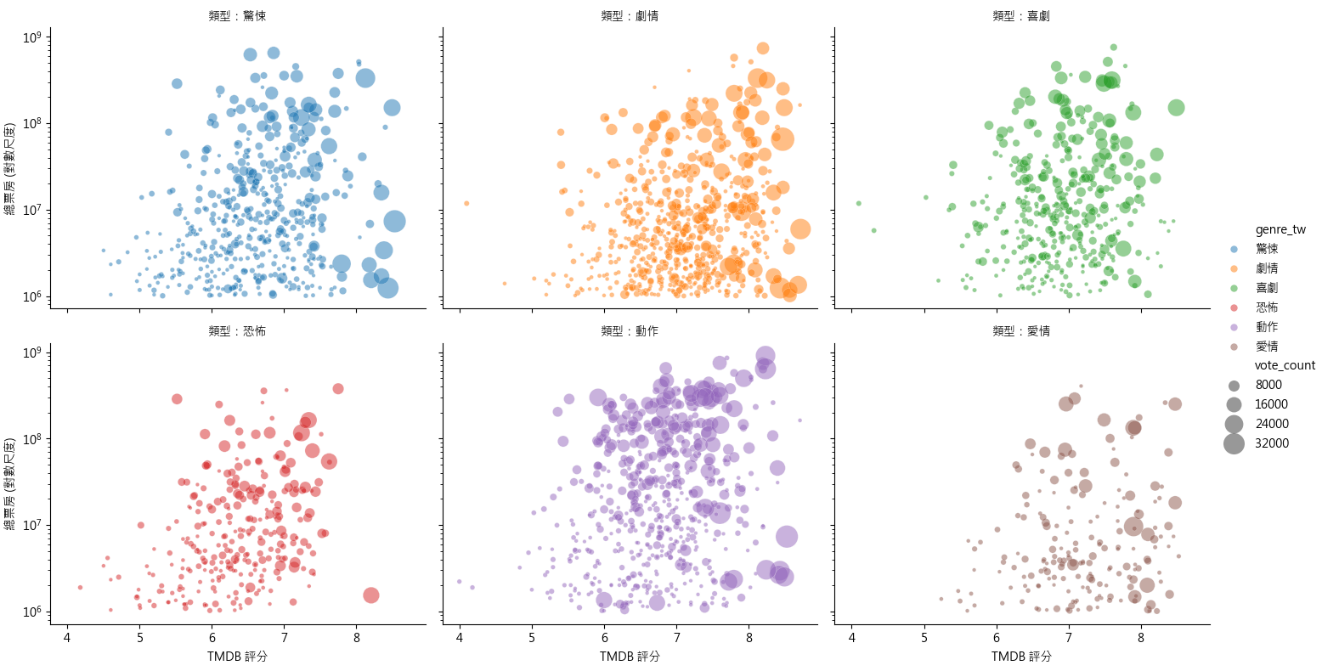 類型：驚悚
類型：劇情
類型：喜劇
10⁹
10⁸
10⁷
10⁶
總票房 (對數尺度)
類型：恐怖
類型：動作
類型：愛情
10⁹
10⁸
10⁷
10⁶
總票房 (對數尺度)
4 5 6 7 8
4 5 6 7 8
4 5 6 7 8
TMDB 評分
TMDB 評分
TMDB 評分
genre_tw
驚悚
劇情
喜劇
恐怖
動作
愛情
vote_count
8000
16000
24000
32000